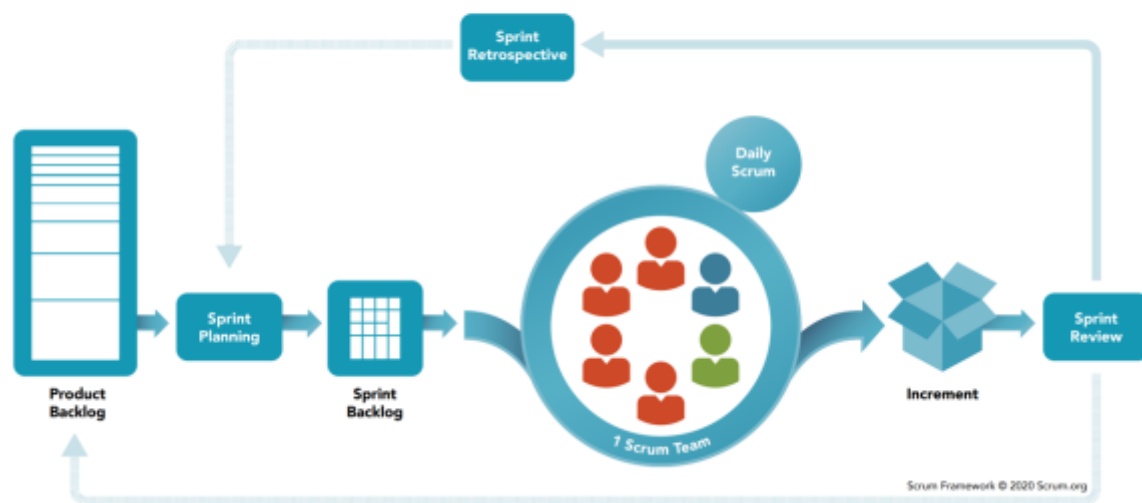 Sprint
Retrospective
Daily
Scrum
Sprint
Planning
Sprint
Review
Product
Backlog
Sprint
Backlog
1 Scrum Team
Increment
Scrum Framework © 2020 Scrum.org